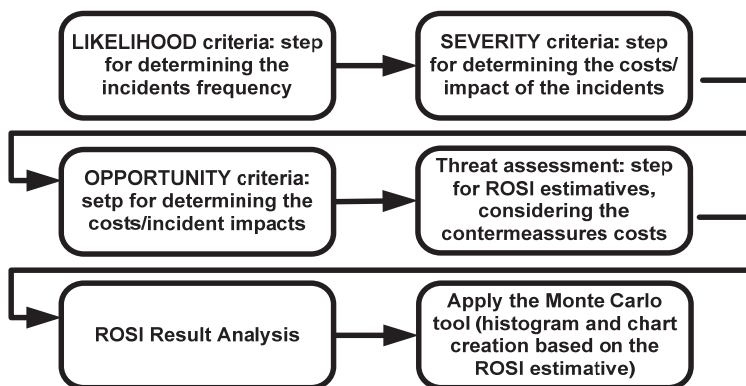 LIKELIHOOD criteria: step
for determining the
incidents frequency
SEVERITY criteria: step
for determining the costs/
impact of the incidents
OPPORTUNITY criteria:
setp for determining the
costs/incident impacts
Threat assessment: step
for ROSI estimatives,
considering the
contermeassures costs
ROSI Result Analysis
Apply the Monte Carlo
tool (histogram and chart
creation based on the
ROSI estimative)